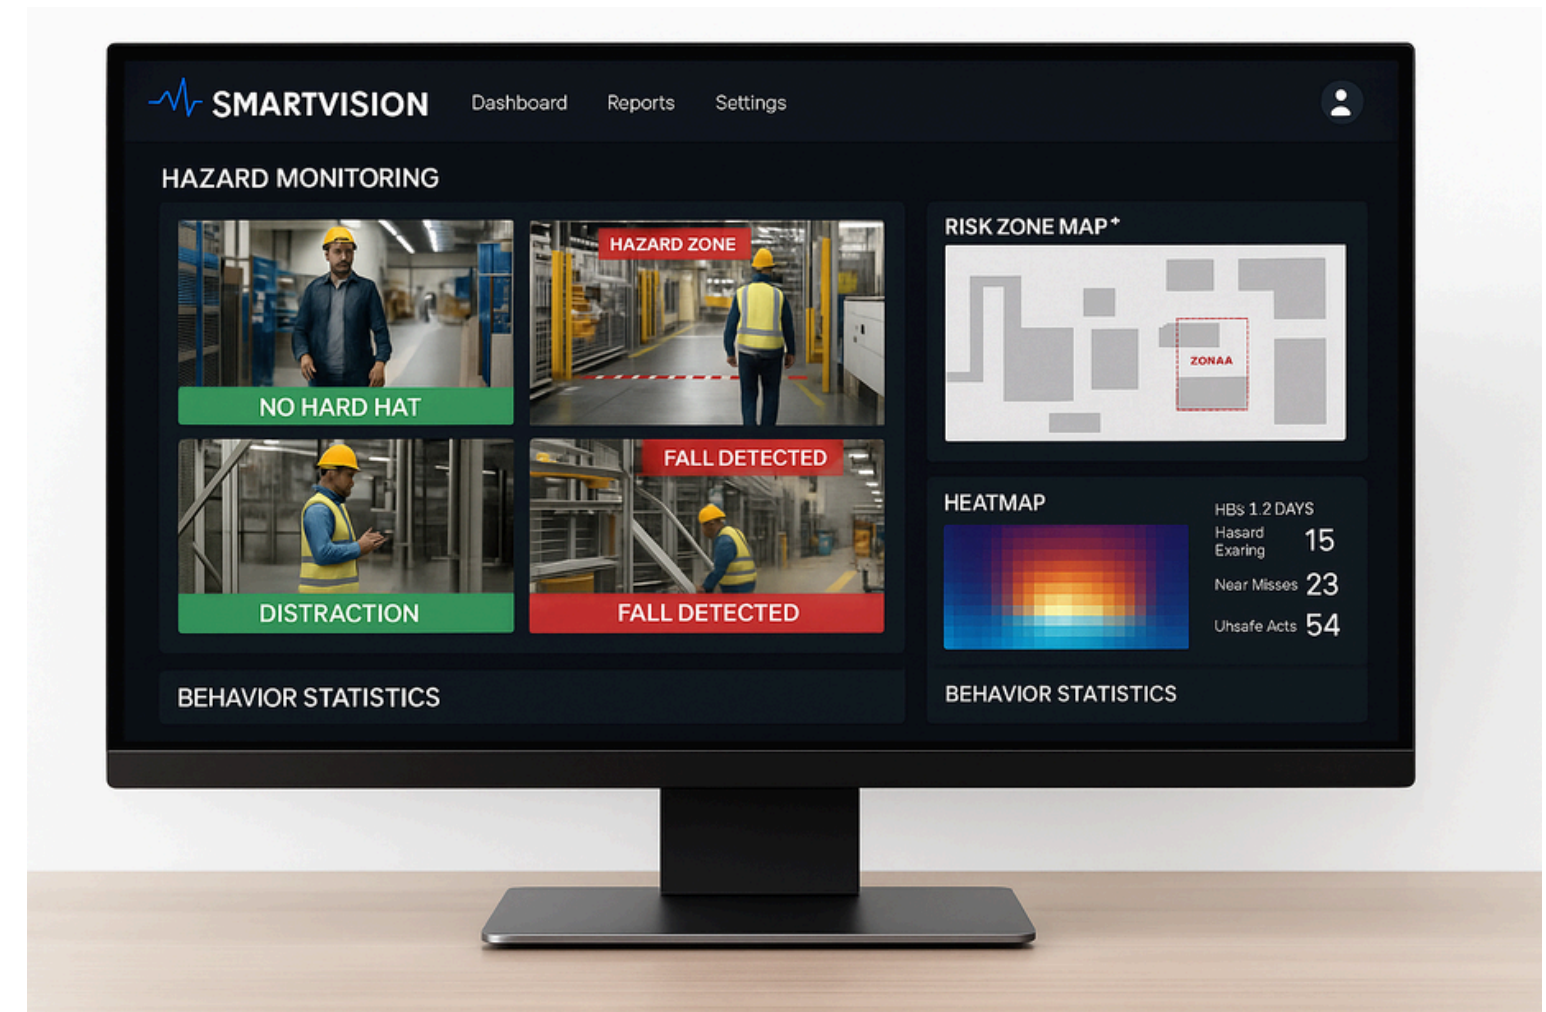 SMARTVISION
Dashboard
Reports
Settings
HAZARD MONITORING
NO HARD HAT
HAZARD ZONE
DISTRACTION
FALL DETECTED
FALL DETECTED
BEHAVIOR STATISTICS
RISK ZONE MAP+
ZONAA
HEATMAP
HBs 1.2 DAYS
Hasard
Exaring
15
Near Misses 23
Uhsafe Acts 54
BEHAVIOR STATISTICS